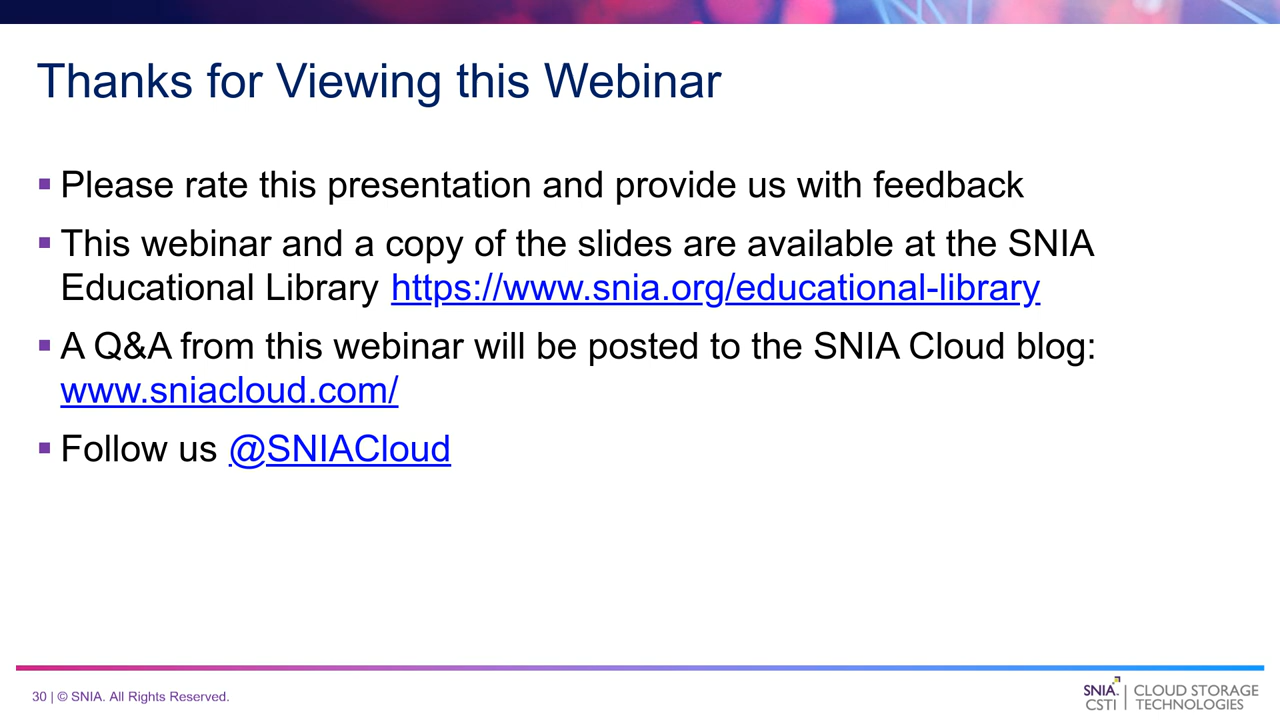 Thanks for Viewing this Webinar
▪ Please rate this presentation and provide us with feedback
▪ This webinar and a copy of the slides are available at the SNIA
Educational Library https://www.snia.org/educational-library
▪ A Q&A from this webinar will be posted to the SNIA Cloud blog:
www.sniacloud.com/
▪ Follow us @SNIACloud
30 | © SNIA. All Rights Reserved.
SNIA. | CLOUD STORAGE
CSTI | TECHNOLOGIES